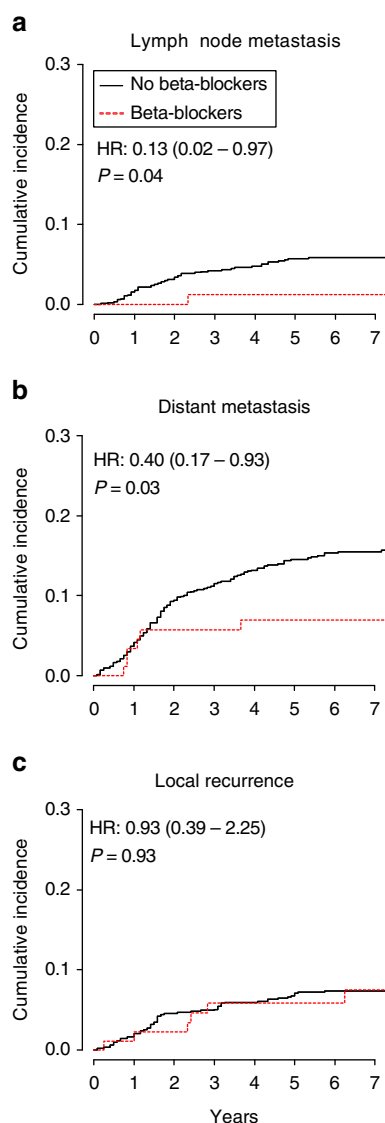 a
Lymph node metastasis
0.3
No beta-blockers
Beta-blockers
0.2
HR: 0.13 (0.02 – 0.97)
P = 0.04
0.1
0.0
Cumulative incidence
0 1 2 3 4 5 6 7
b
Distant metastasis
0.3
HR: 0.40 (0.17 – 0.93)
P = 0.03
0.2
0.1
0.0
Cumulative incidence
0 1 2 3 4 5 6 7
c
Local recurrence
0.3
HR: 0.93 (0.39 – 2.25)
P = 0.93
0.2
0.1
0.0
Cumulative incidence
0 1 2 3 4 5 6 7
Years